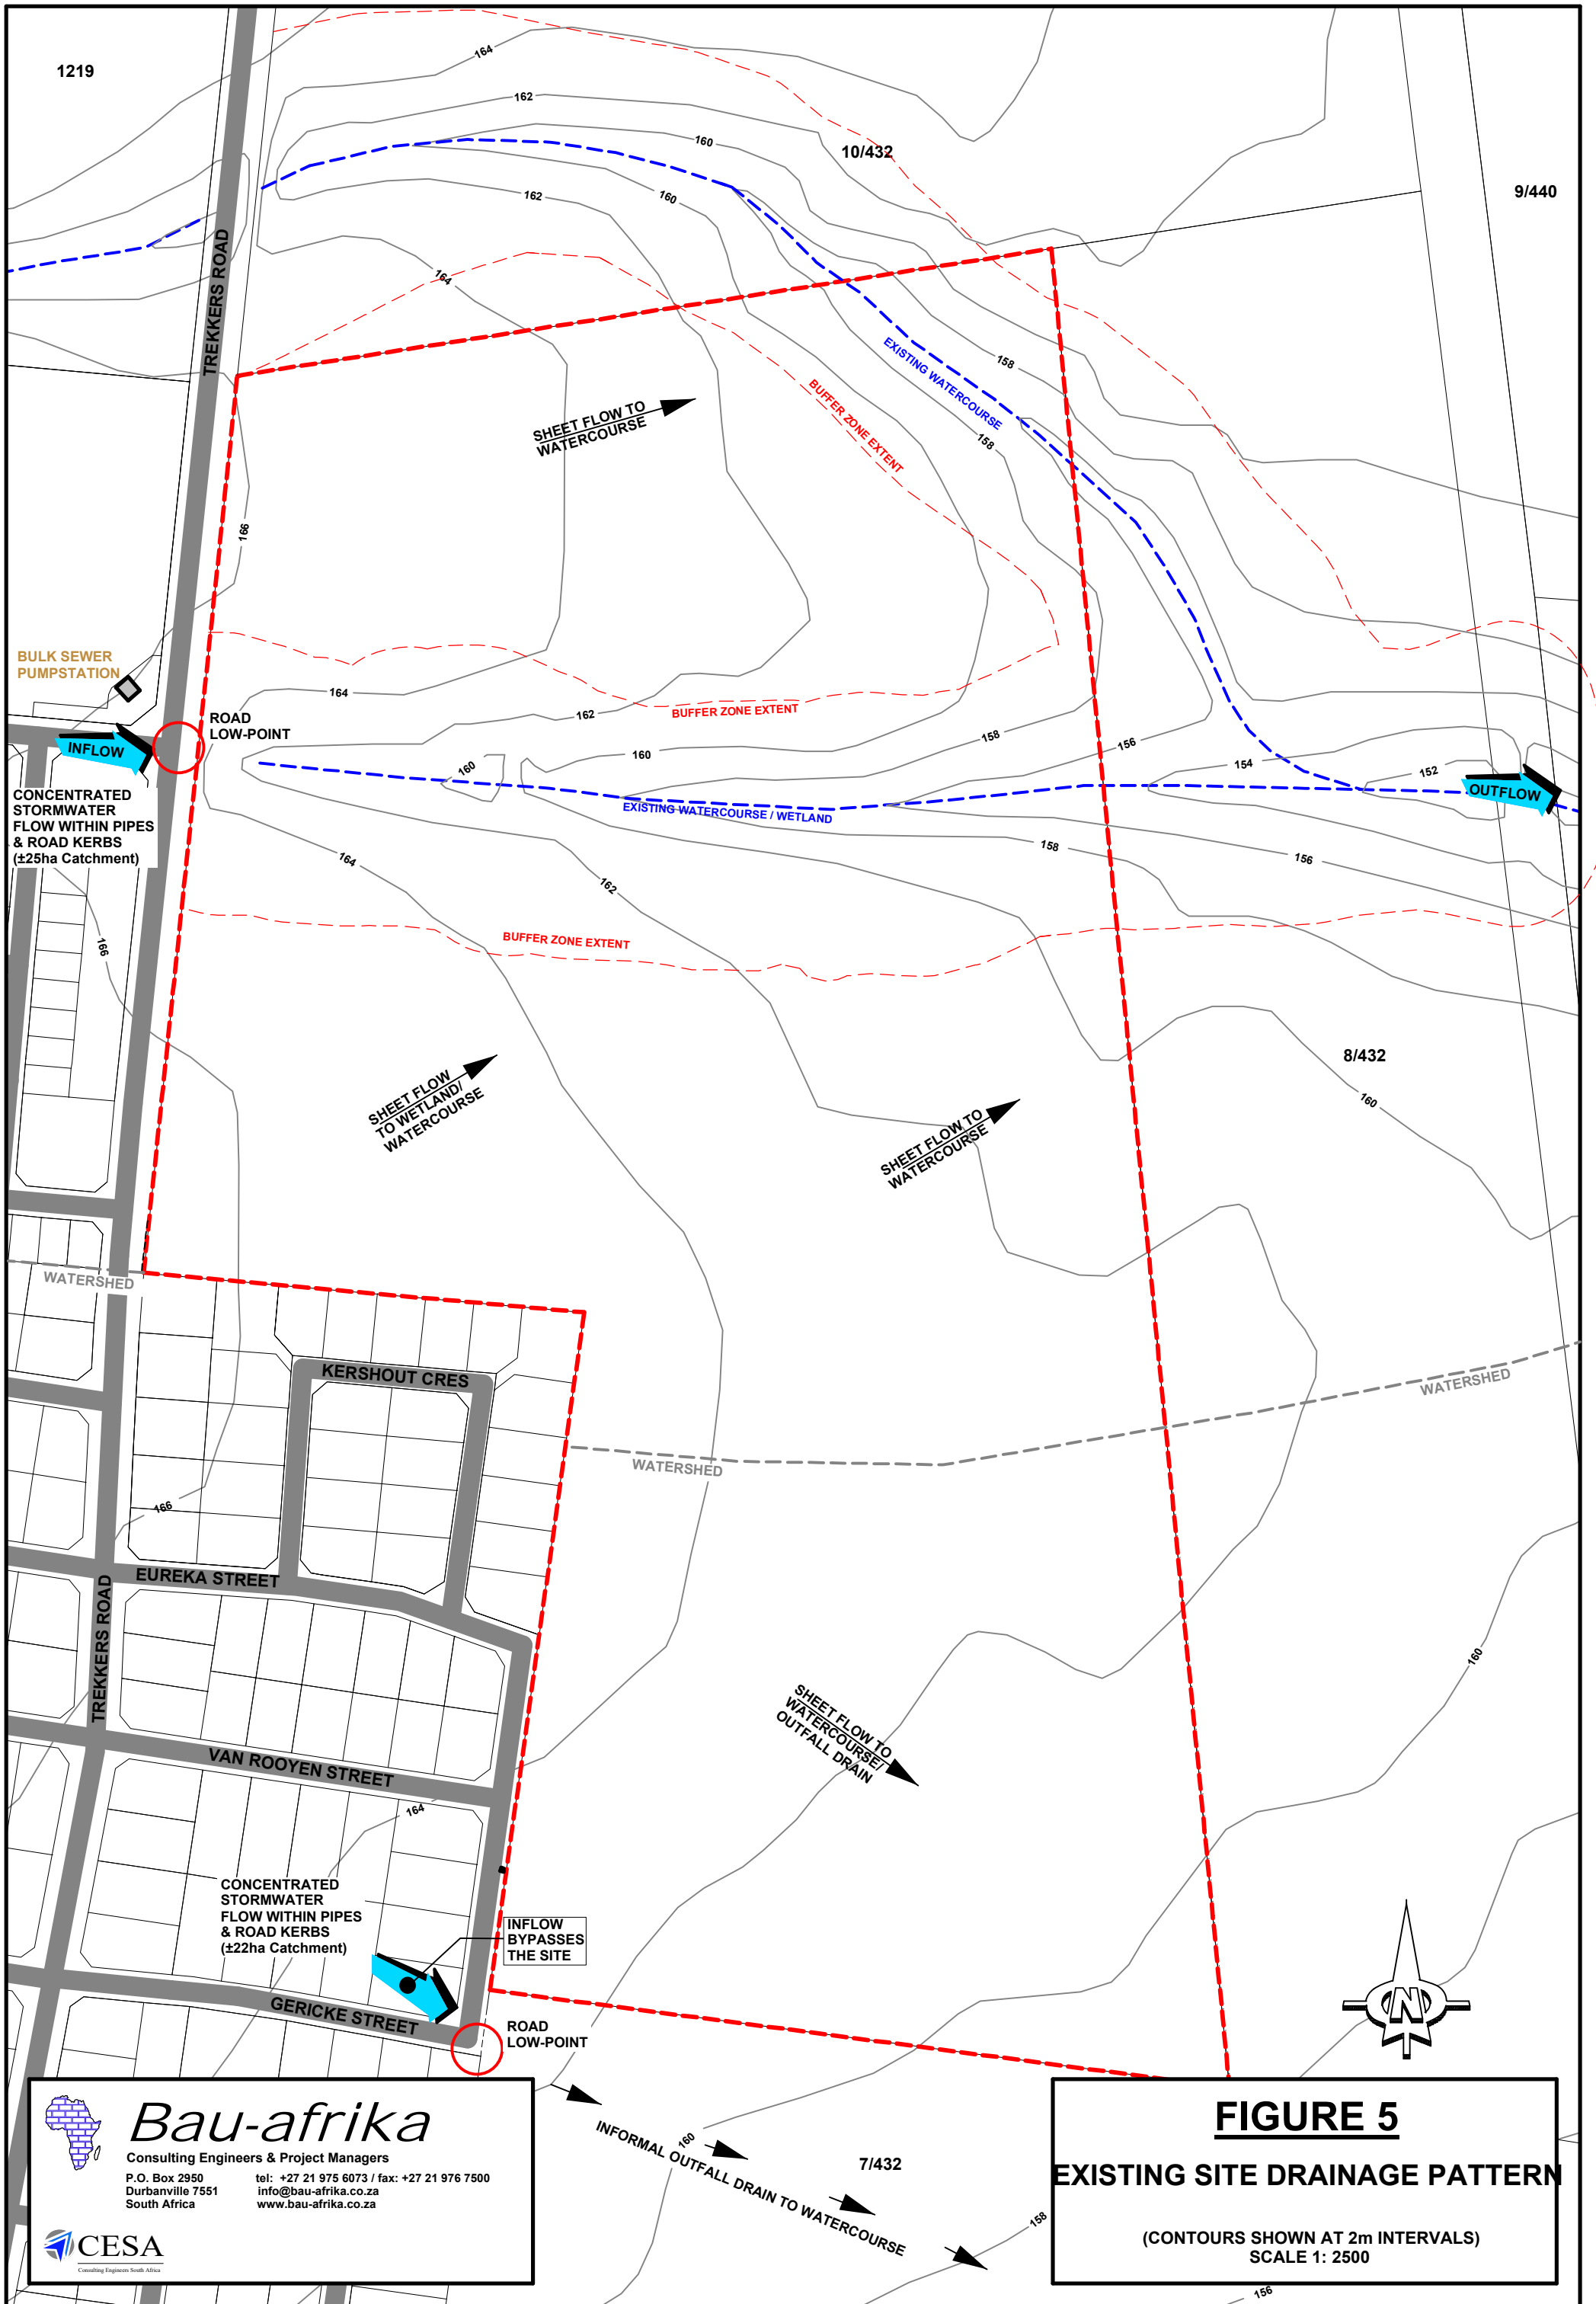 1219
164
162
160
10/432
9/440
162
160
164
TREKKERS ROAD
EXISTING WATERCOURSE
158
158
BUFFER ZONE EXTENT
SHEET FLOW TO
WATERCOURSE
166
BULK SEWER
PUMPSTATION
ROAD
LOW-POINT
INFLOW
164
162
BUFFER ZONE EXTENT
160
160
158
156
154
152
OUTFLOW
EXISTING WATERCOURSE / WETLAND
CONCENTRATED
STORMWATER
FLOW WITHIN PIPES
& ROAD KERBS
(±25ha Catchment)
164
162
158
156
166
BUFFER ZONE EXTENT
8/432
160
SHEET FLOW
TO WETLAND/
WATERCOURSE
SHEET FLOW TO
WATERCOURSE
WATERSHED
KERSHOUT CRES
WATERSHED
WATERSHED
166
EUREKA STREET
TREKKERS ROAD
160
SHEET FLOW TO
WATERCOURSE/
OUTFALL DRAIN
VAN ROOYEN STREET
164
CONCENTRATED
STORMWATER
FLOW WITHIN PIPES
& ROAD KERBS
(±22ha Catchment)
INFLOW
BYPASSES
THE SITE
GERICKE STREET
ROAD
LOW-POINT
N
INFORMAL OUTFALL DRAIN TO WATERCOURSE
160
7/432
158
156
Bau-afrika
Consulting Engineers & Project Managers
P.O. Box 2950 tel: +27 21 975 6073 / fax: +27 21 976 7500
Durbanville 7551 info@bau-afrika.co.za
South Africa www.bau-afrika.co.za
CESA
Consulting Engineers South Africa
FIGURE 5
EXISTING SITE DRAINAGE PATTERN
(CONTOURS SHOWN AT 2m INTERVALS)
SCALE 1: 2500